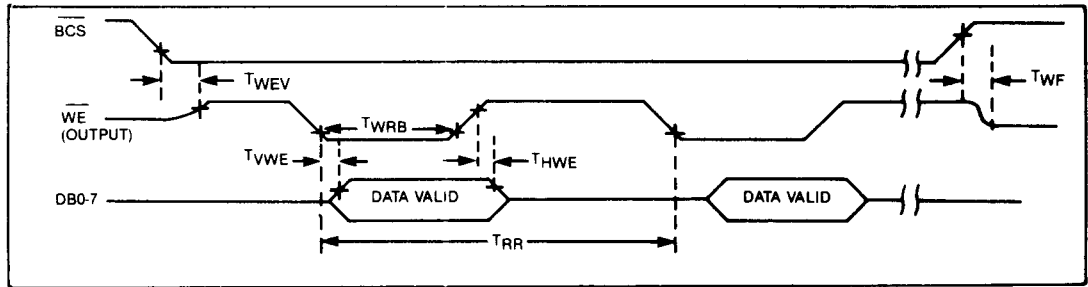 BCS
TWEV
TWF
WE
(OUTPUT)
TWRB
TVWE
THWE
DB0-7
DATA VALID
DATA VALID
TRR